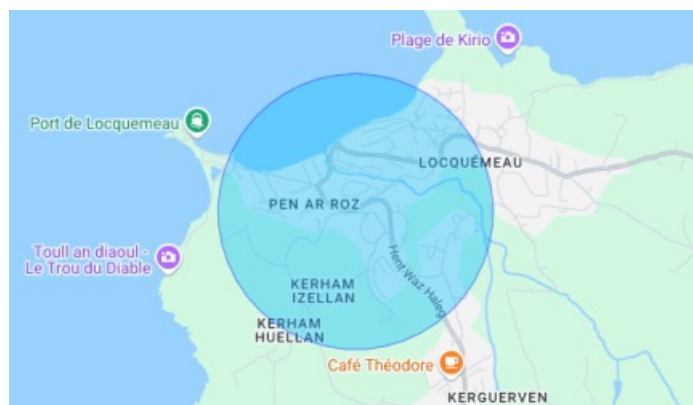 Plage de Kirio
Port de Locquemeau
LOCQUÉMEAU
PEN AR ROZ
Toull an diaoul -
Le Trou du Diable
Hent Waz Haleg
KERHAM
IZELLAN
KERHAM
HUELLAN
Café Théodore
KERGUERVEN